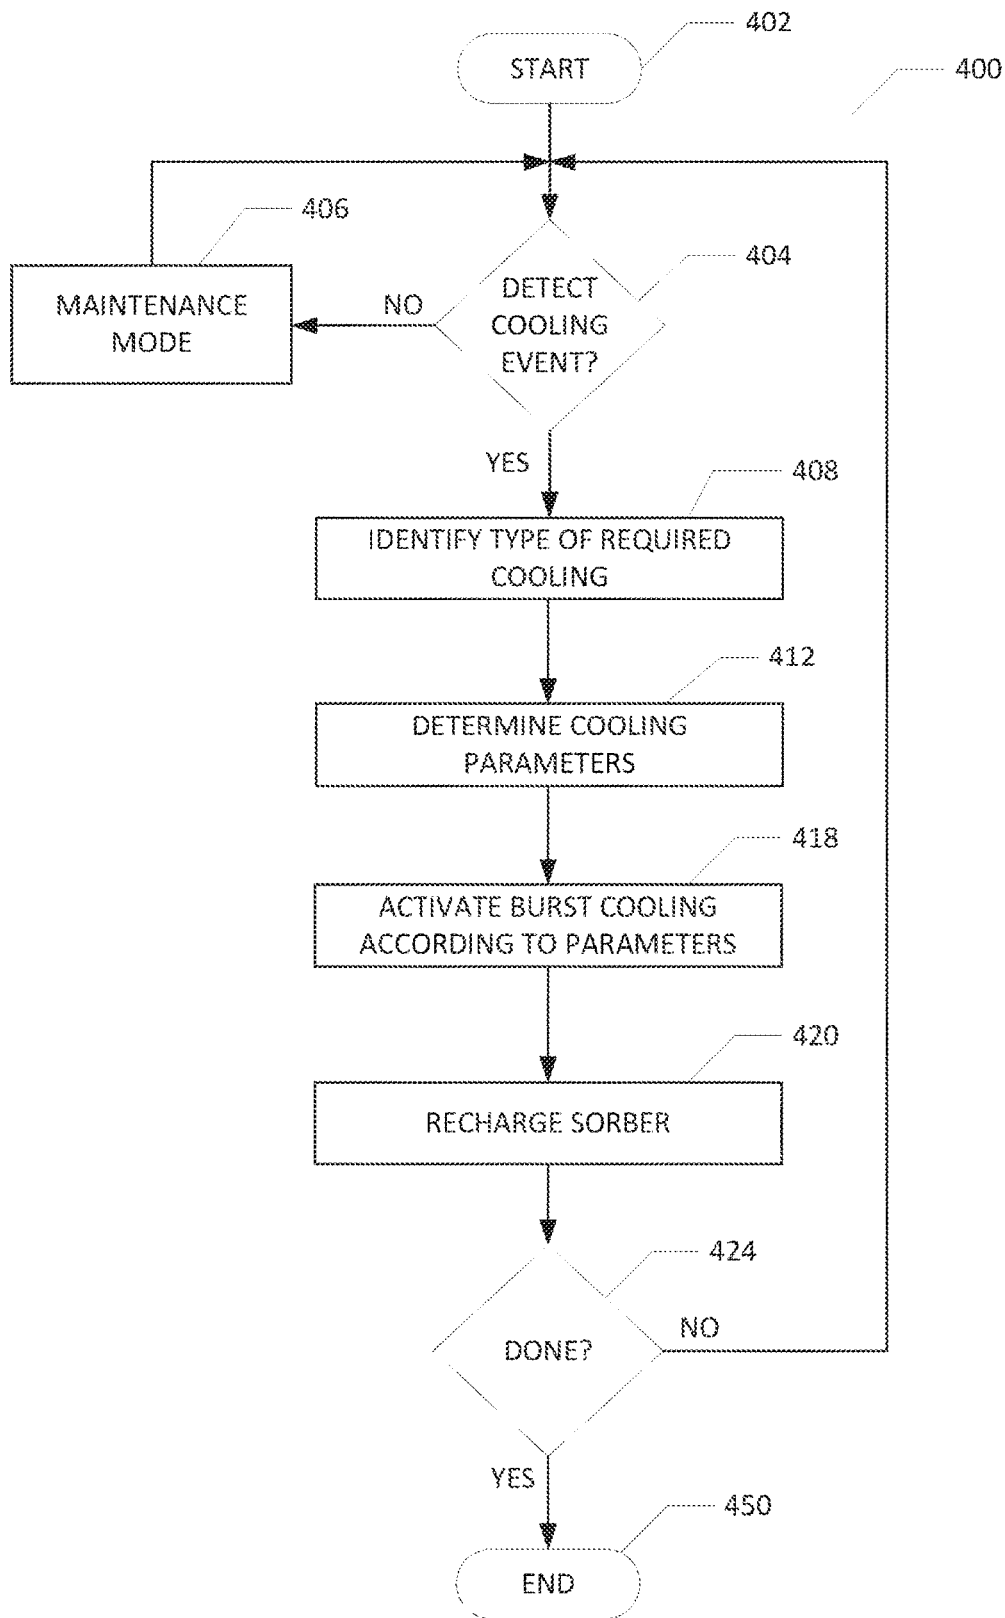 402
START
400
406
404
MAINTENANCE
MODE
NO
DETECT
COOLING
EVENT?
YES
408
IDENTIFY TYPE OF REQUIRED
COOLING
412
DETERMINE COOLING
PARAMETERS
418
ACTIVATE BURST COOLING
ACCORDING TO PARAMETERS
420
RECHARGE SORBER
424
DONE?
NO
YES
450
END